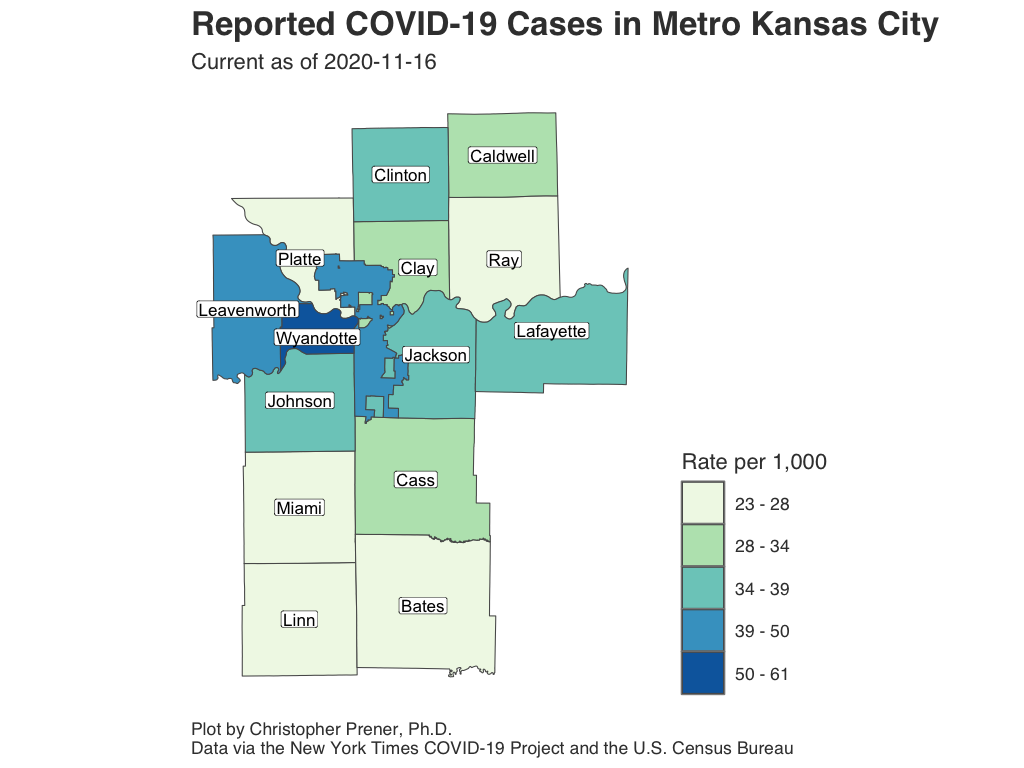 Reported COVID-19 Cases in Metro Kansas City
Current as of 2020-11-16
Caldwell
Clinton
Platte
Clay
Ray
Leavenworth
Wyandotte
Lafayette
Jackson
Johnson
Cass
Miami
Bates
Linn
Rate per 1,000
23 - 28
28 - 34
34 - 39
39 - 50
50 - 61
Plot by Christopher Prener, Ph.D.
Data via the New York Times COVID-19 Project and the U.S. Census Bureau